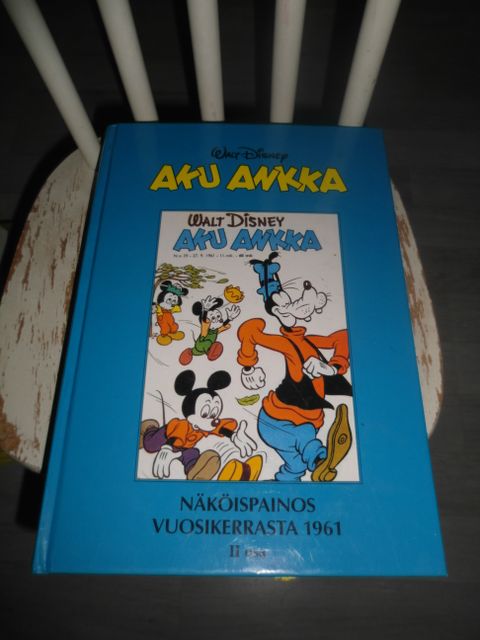 WALT DISNEY
AKU ANKKA
WALT DISNEY
AKU ANKKA
NÄKÖISPAINOS
VUOSIKERRASTA 1961
II osa